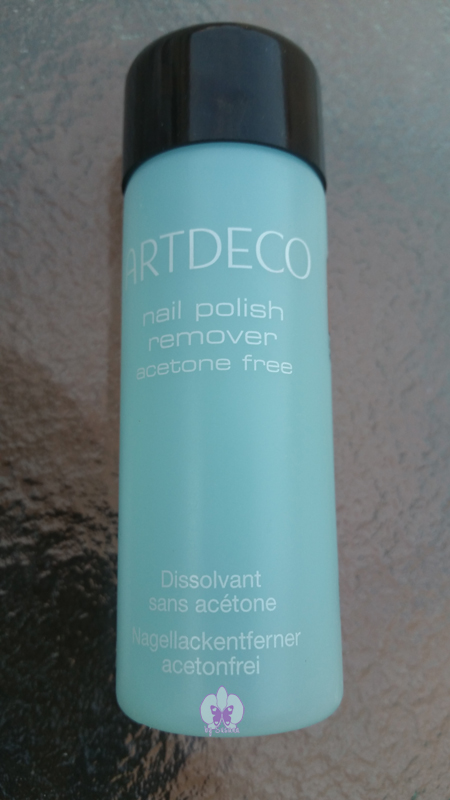 ARTDECO
nail polish
remover
acetone free
Dissolvant
sans acétone
Nagellackentferner
acetonfrei